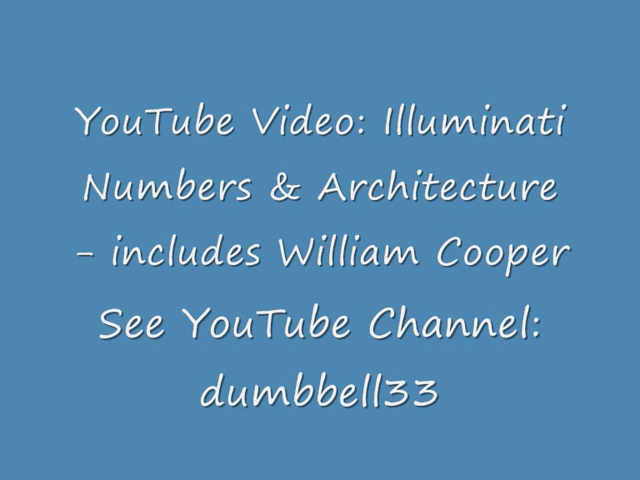 YouTube Video: Illuminati
Numbers & Architecture
- includes William Cooper
See YouTube Channel:
dumbbell33